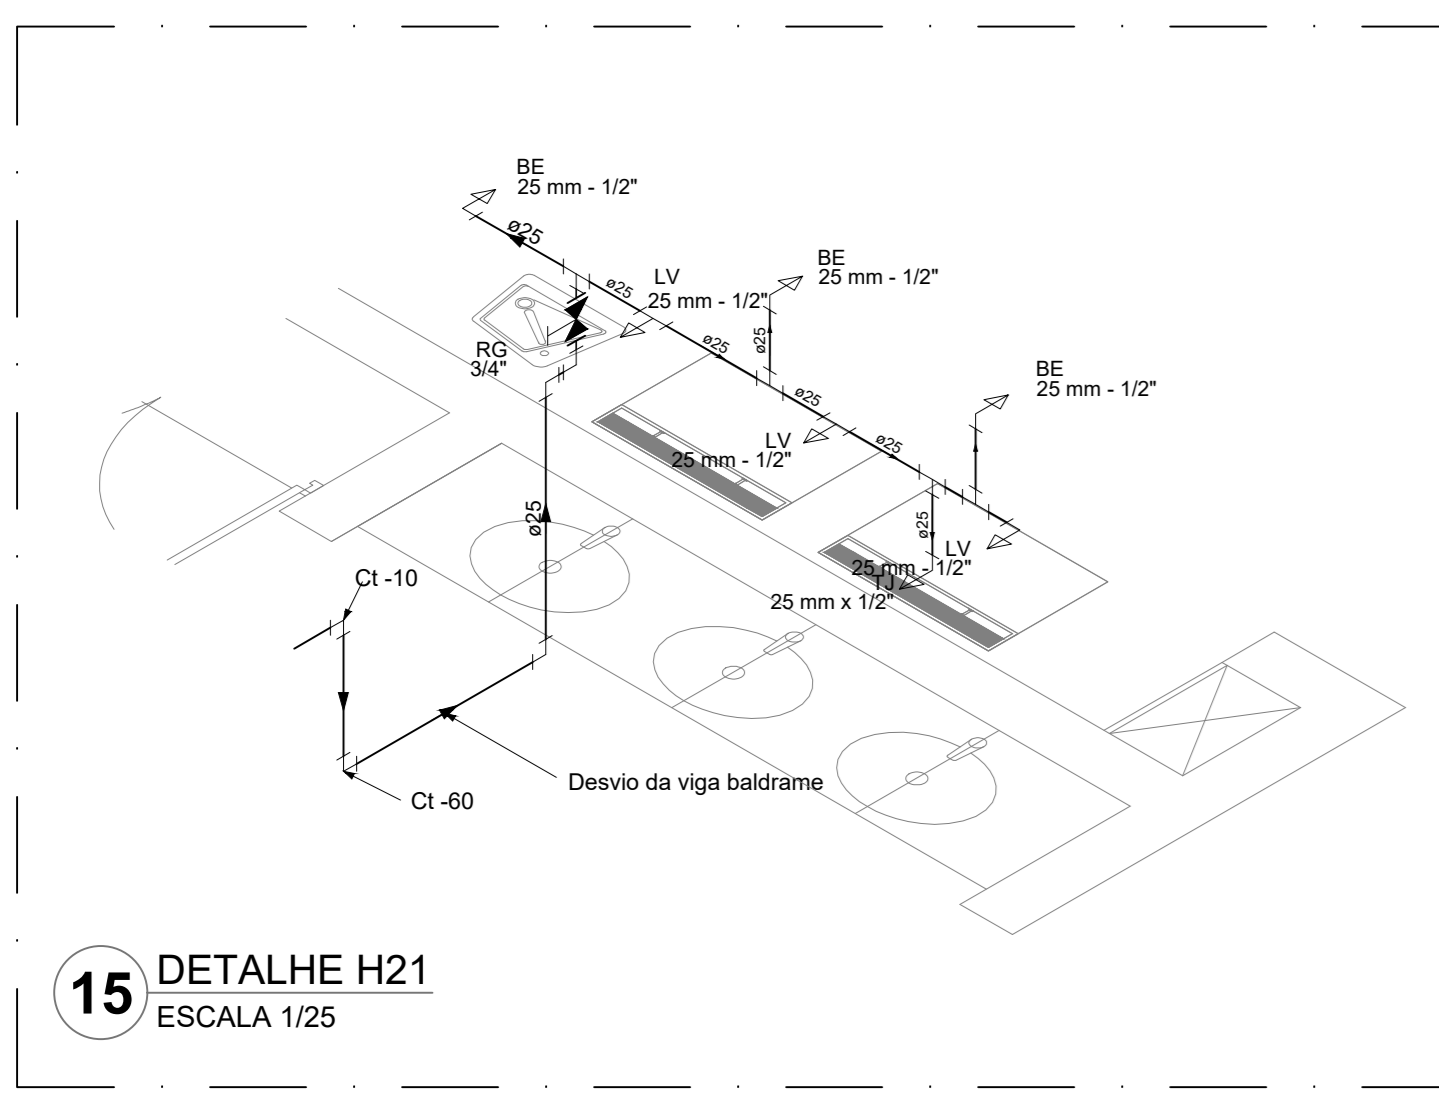 BE
25 mm - 1/2"
ø25
BE
25 mm - 1/2"
LV
25 mm - 1/2"
ø25
ø25
ø25
RG
3/4"
BE
25 mm - 1/2"
ø25
LV
25 mm - 1/2"
ø25
ø25
ø25
LV
25 mm - 1/2"
TJ
25 mm x 1/2"
Ct -10
Desvio da viga baldrame
Ct -60
15
DETALHE H21
ESCALA 1/25